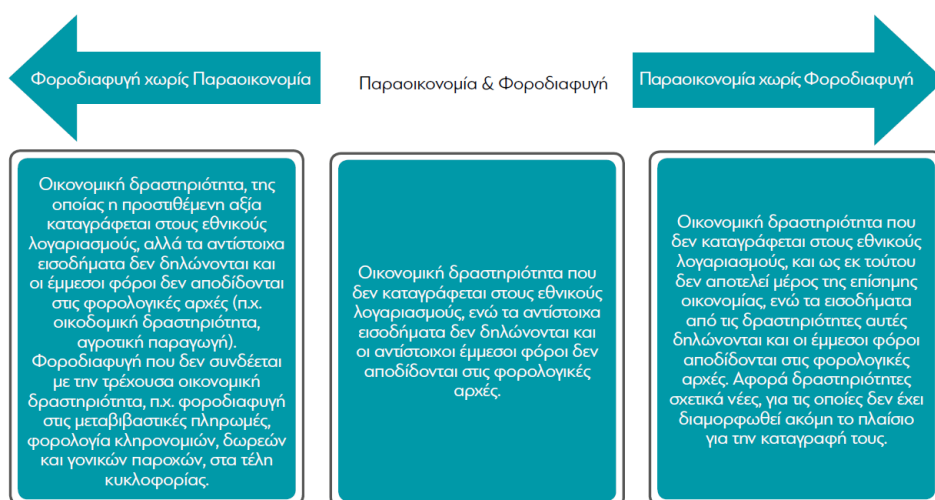 Φοροδιαφυγή χωρίς Παραοικονομία
Παραοικονομία & Φοροδιαφυγή
Παραοικονομία χωρίς Φοροδιαφυγή
Οικονομική δραστηριότητα, της
οποίας η προστιθέμενη αξία
καταγράφεται στους εθνικούς
λογαριασμούς, αλλά τα αντίστοιχα
εισοδήματα δεν δηλώνονται και
οι έμμεσοι φόροι δεν αποδίδονται
στις φορολογικές αρχές (π.χ.
οικοδομική δραστηριότητα,
αγροτική παραγωγή).
Φοροδιαφυγή που δεν συνδέεται
με την τρέχουσα οικονομική
δραστηριότητα, π.χ. φοροδιαφυγή
στις μεταβιβαστικές πληρωμές,
φορολογία κληρονομιών, δωρεών
και γονικών παροχών, στα τέλη
κυκλοφορίας.
Οικονομική δραστηριότητα που
δεν καταγράφεται στους εθνικούς
λογαριασμούς, ενώ τα αντίστοιχα
εισοδήματα δεν δηλώνονται και
οι αντίστοιχοι έμμεσοι φόροι δεν
αποδίδονται στις φορολογικές
αρχές.
Οικονομική δραστηριότητα που
δεν καταγράφεται στους εθνικούς
λογαριασμούς, και ως εκ τούτου
δεν αποτελεί μέρος της επίσημης
οικονομίας, ενώ τα εισοδήματα
από τις δραστηριότητες αυτές
δηλώνονται και οι έμμεσοι φόροι
αποδίδονται στις φορολογικές
αρχές. Αφορά δραστηριότητες
σχετικά νέες, για τις οποίες δεν έχει
διαμορφωθεί ακόμη το πλαίσιο
για την καταγραφή τους.